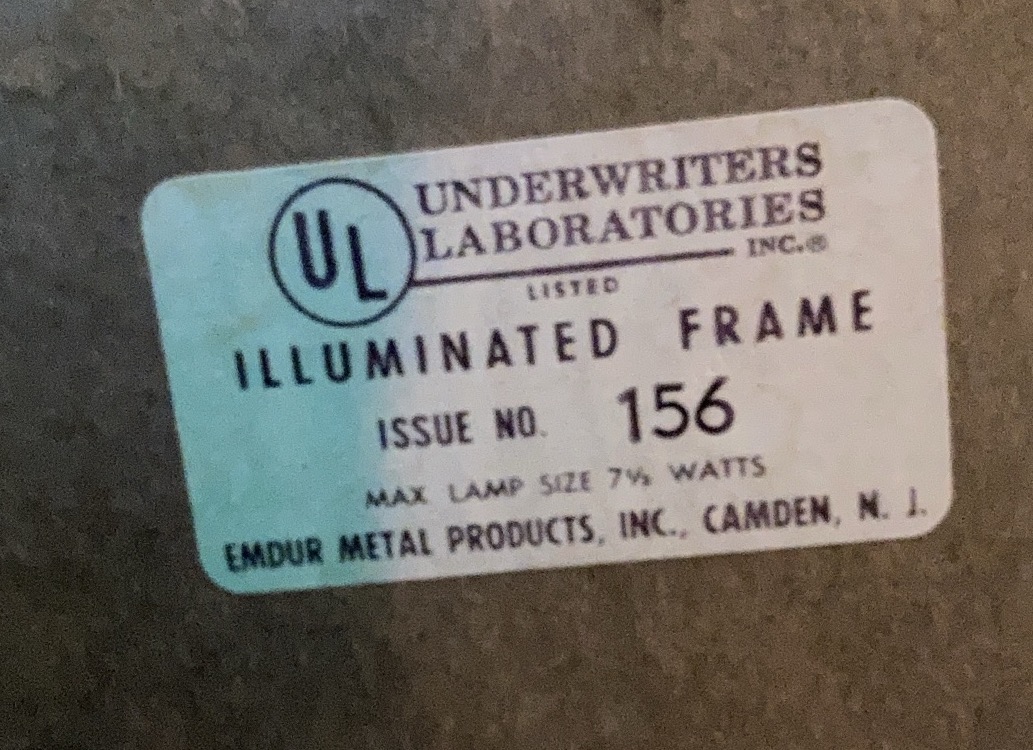 UL
UNDERWRITERS
LABORATORIES
INC.®
LISTED
ILLUMINATED FRAME
ISSUE NO. 156
MAX LAMP SIZE 7½ WATTS
EMDUR METAL PRODUCTS, INC., CAMDEN, N. J.